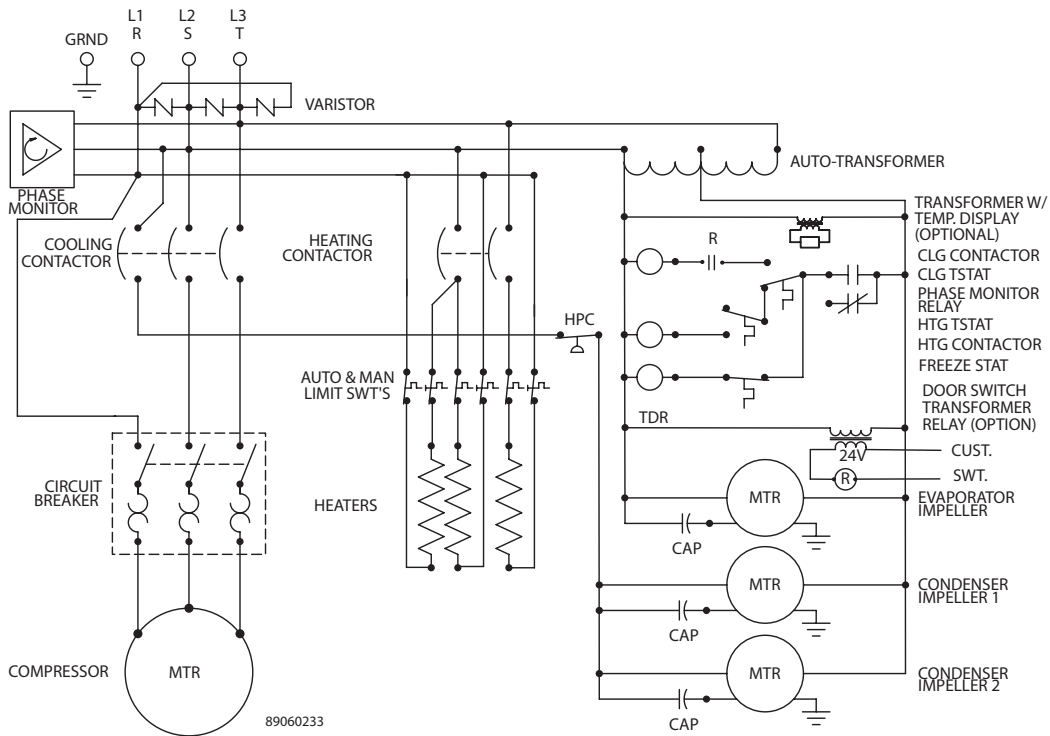 L1
R
L2
S
L3
T
GRND
VARISTOR
AUTO-TRANSFORMER
PHASE
MONITOR
TRANSFORMER W/
TEMP. DISPLAY
(OPTIONAL)
COOLING
CONTACTOR
HEATING
CONTACTOR
R
CLG CONTACTOR
CLG TSTAT
PHASE MONITOR
RELAY
HPC
HTG TSTAT
HTG CONTACTOR
FREEZE STAT
AUTO & MAN
LIMIT SWT'S
DOOR SWITCH
TRANSFORMER
RELAY (OPTION)
TDR
24V
CUST.
R
SWT.
CIRCUIT
BREAKER
HEATERS
MTR
EVAPORATOR
IMPELLER
CAP
MTR
CONDENSER
IMPELLER 1
CAP
COMPRESSOR
MTR
MTR
CONDENSER
IMPELLER 2
CAP
89060233